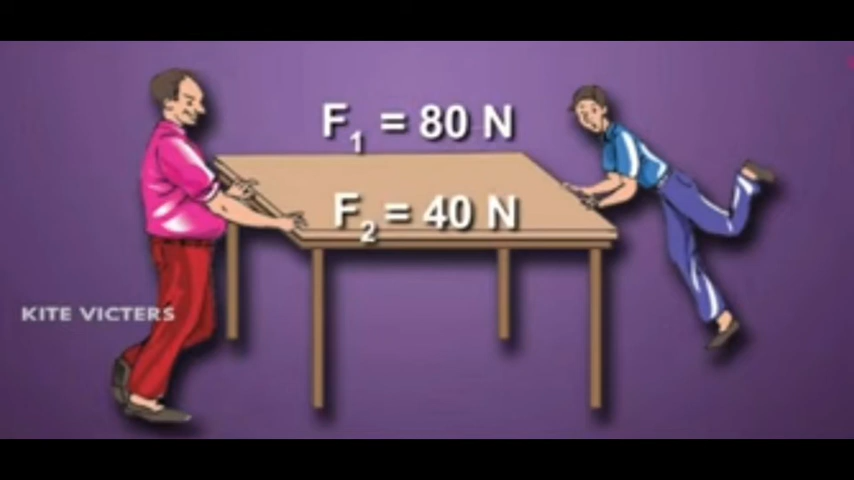 F₁ = 80 N
F₂ = 40 N
KITE VICTERS